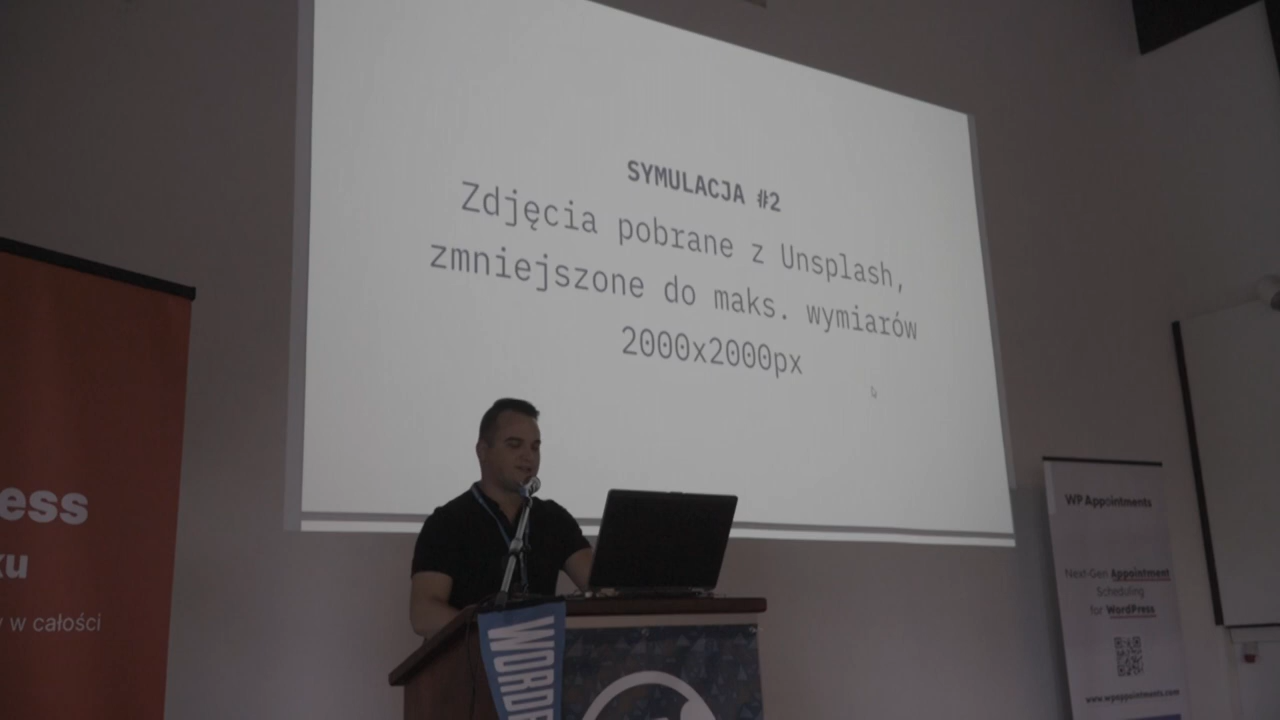 SYMULACJA #2
Zdjęcia pobrane z Unsplash,
zmniejszone do maks. wymiarów
2000x2000px
ess
ku
w całości
WP Appointments
Next-Gen Appointment
Scheduling
for WordPress
www.wpappointments.com
WORDP